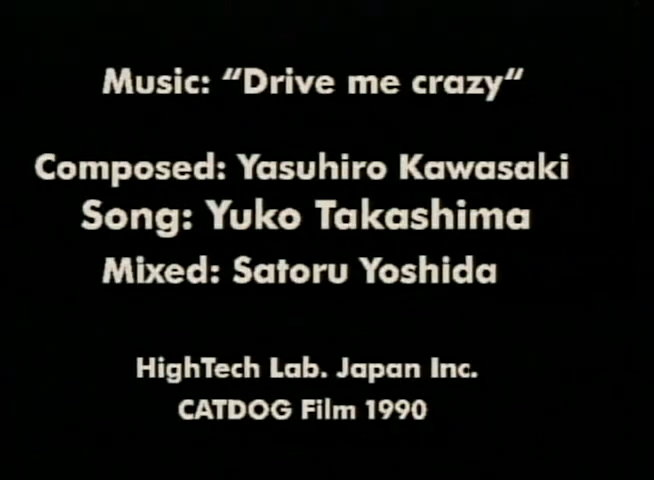 Music: “Drive me crazy“
Composed: Yasuhiro Kawasaki
Song: Yuko Takashima
Mixed: Satoru Yoshida
HighTech Lab. Japan Inc.
CATDOG Film 1990